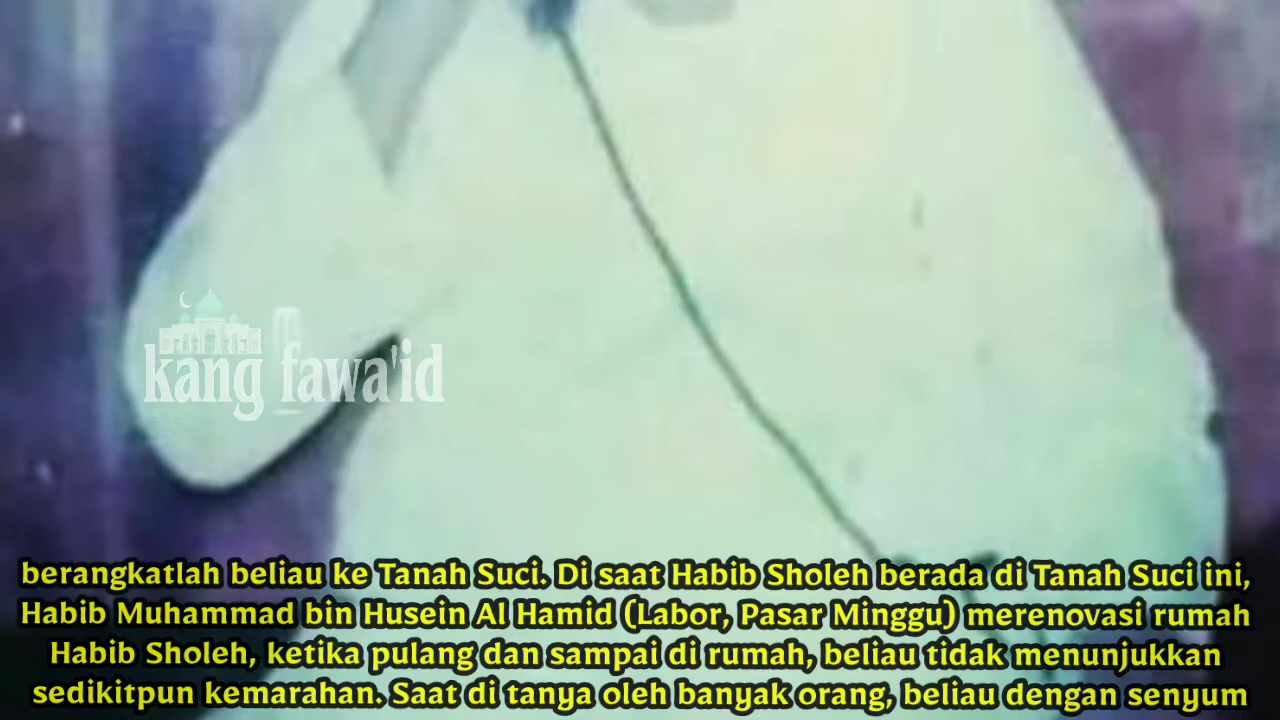 kang fawa'id
berangkatlah beliau ke Tanah Suci. Di saat Habib Sholeh berada di Tanah Suci ini,
Habib Muhammad bin Husein Al Hamid (Labor, Pasar Minggu) merenovasi rumah
Habib Sholeh, ketika pulang dan sampai di rumah, beliau tidak menunjukkan
sedikitpun kemarahan. Saat di tanya oleh banyak orang, beliau dengan senyum